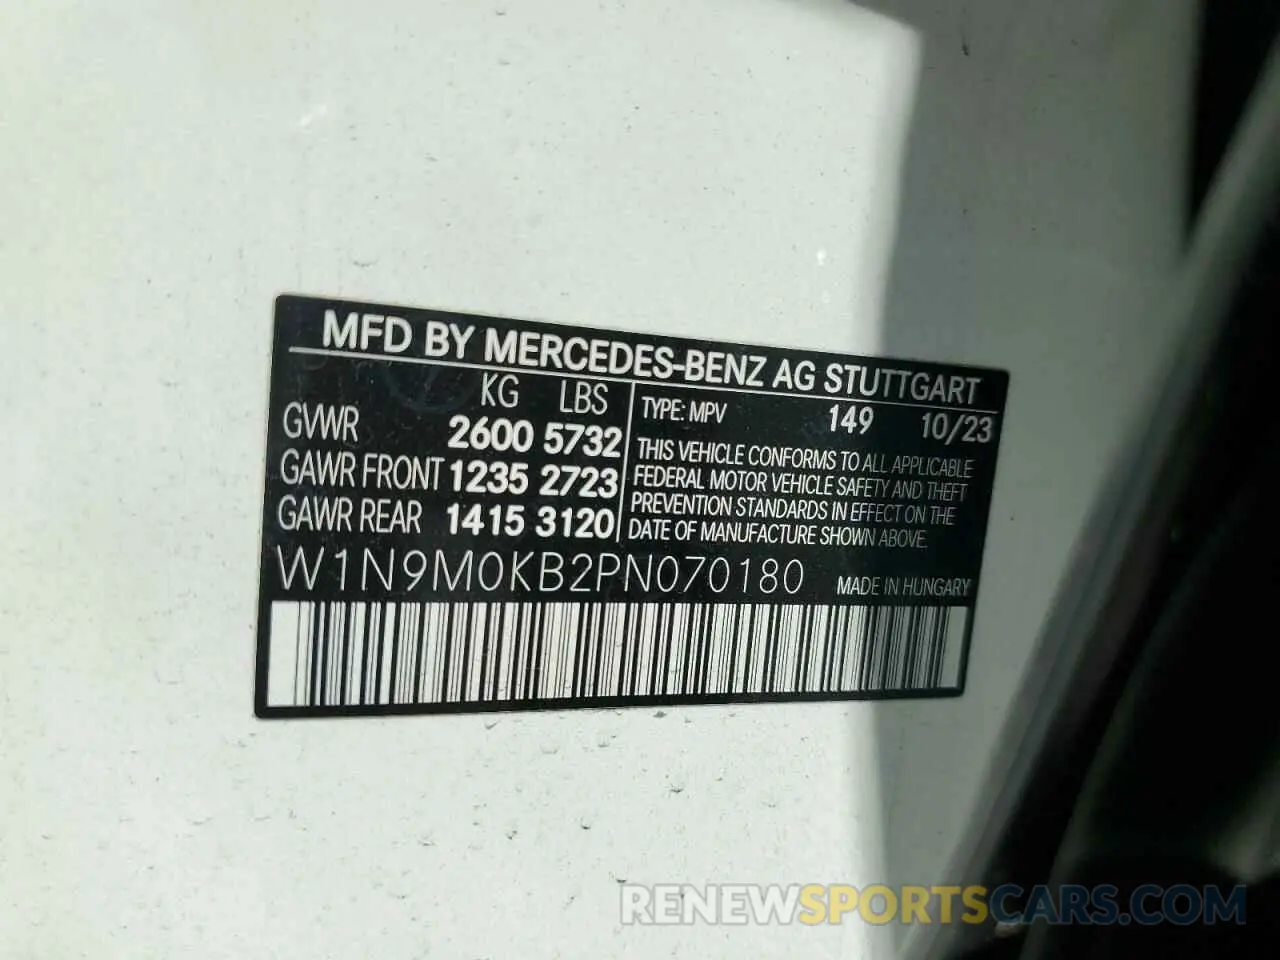 MFD BY MERCEDES-BENZ AG STUTTGART
KG LBS
GVWR 2600 5732
GAWR FRONT 1235 2723
GAWR REAR 1415 3120
TYPE: MPV 149 10/23
THIS VEHICLE CONFORMS TO ALL APPLICABLE
FEDERAL MOTOR VEHICLE SAFETY AND THEFT
PREVENTION STANDARDS IN EFFECT ON THE
DATE OF MANUFACTURE SHOWN ABOVE.
W1N9M0KB2PN070180 MADE IN HUNGARY
RENEWSPORTSCARS.COM